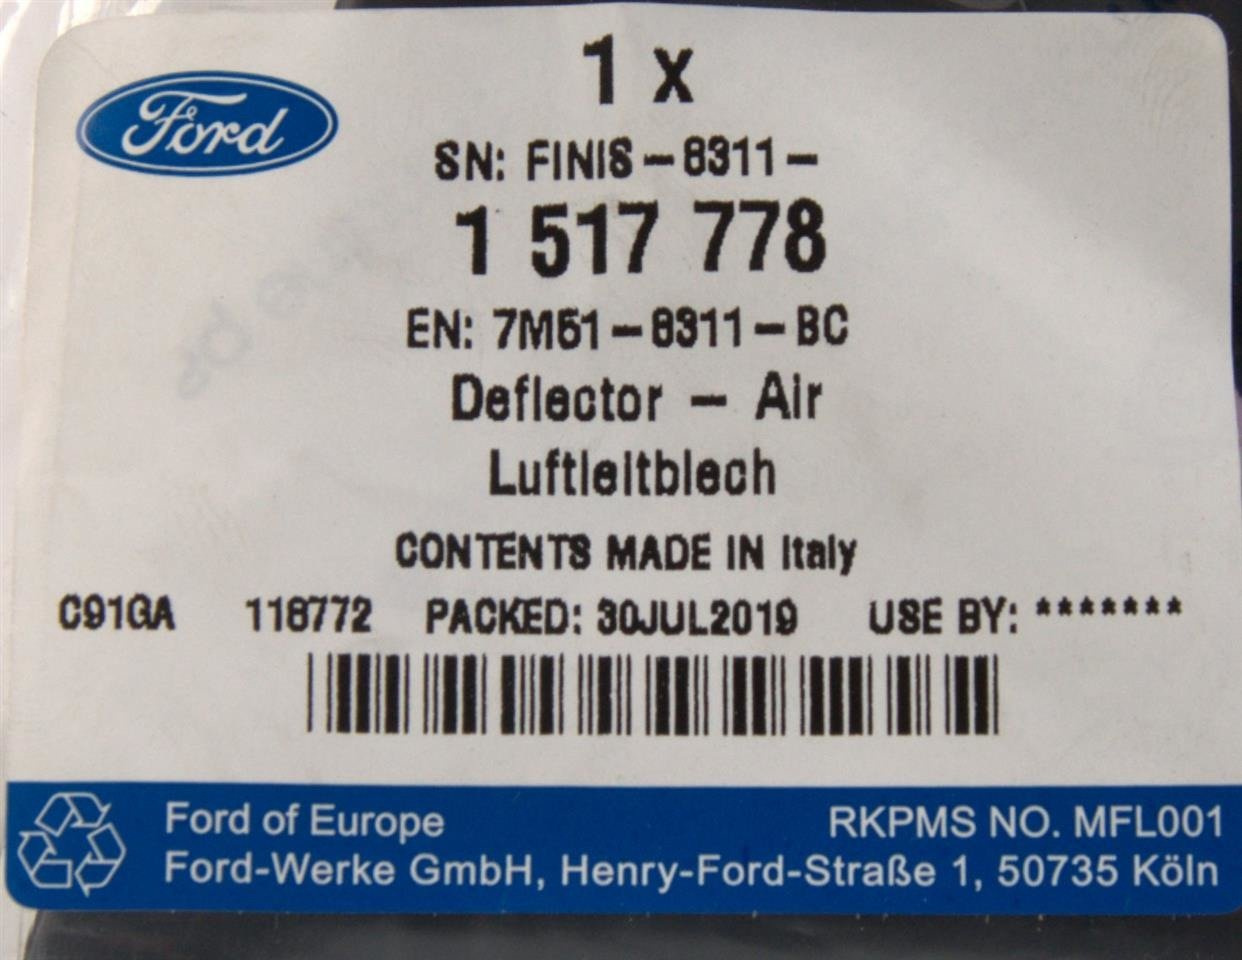 Ford
1 x
SN: FINIS-8311-
1 517 778
EN: 7M51-8311-BC
Deflector - Air
Luftleitblech
CONTENTS MADE IN Italy
C91GA 116772 PACKED: 30JUL2019 USE BY: *******
Ford of Europe RKPMS NO. MFL001
Ford-Werke GmbH, Henry-Ford-Straße 1, 50735 Köln